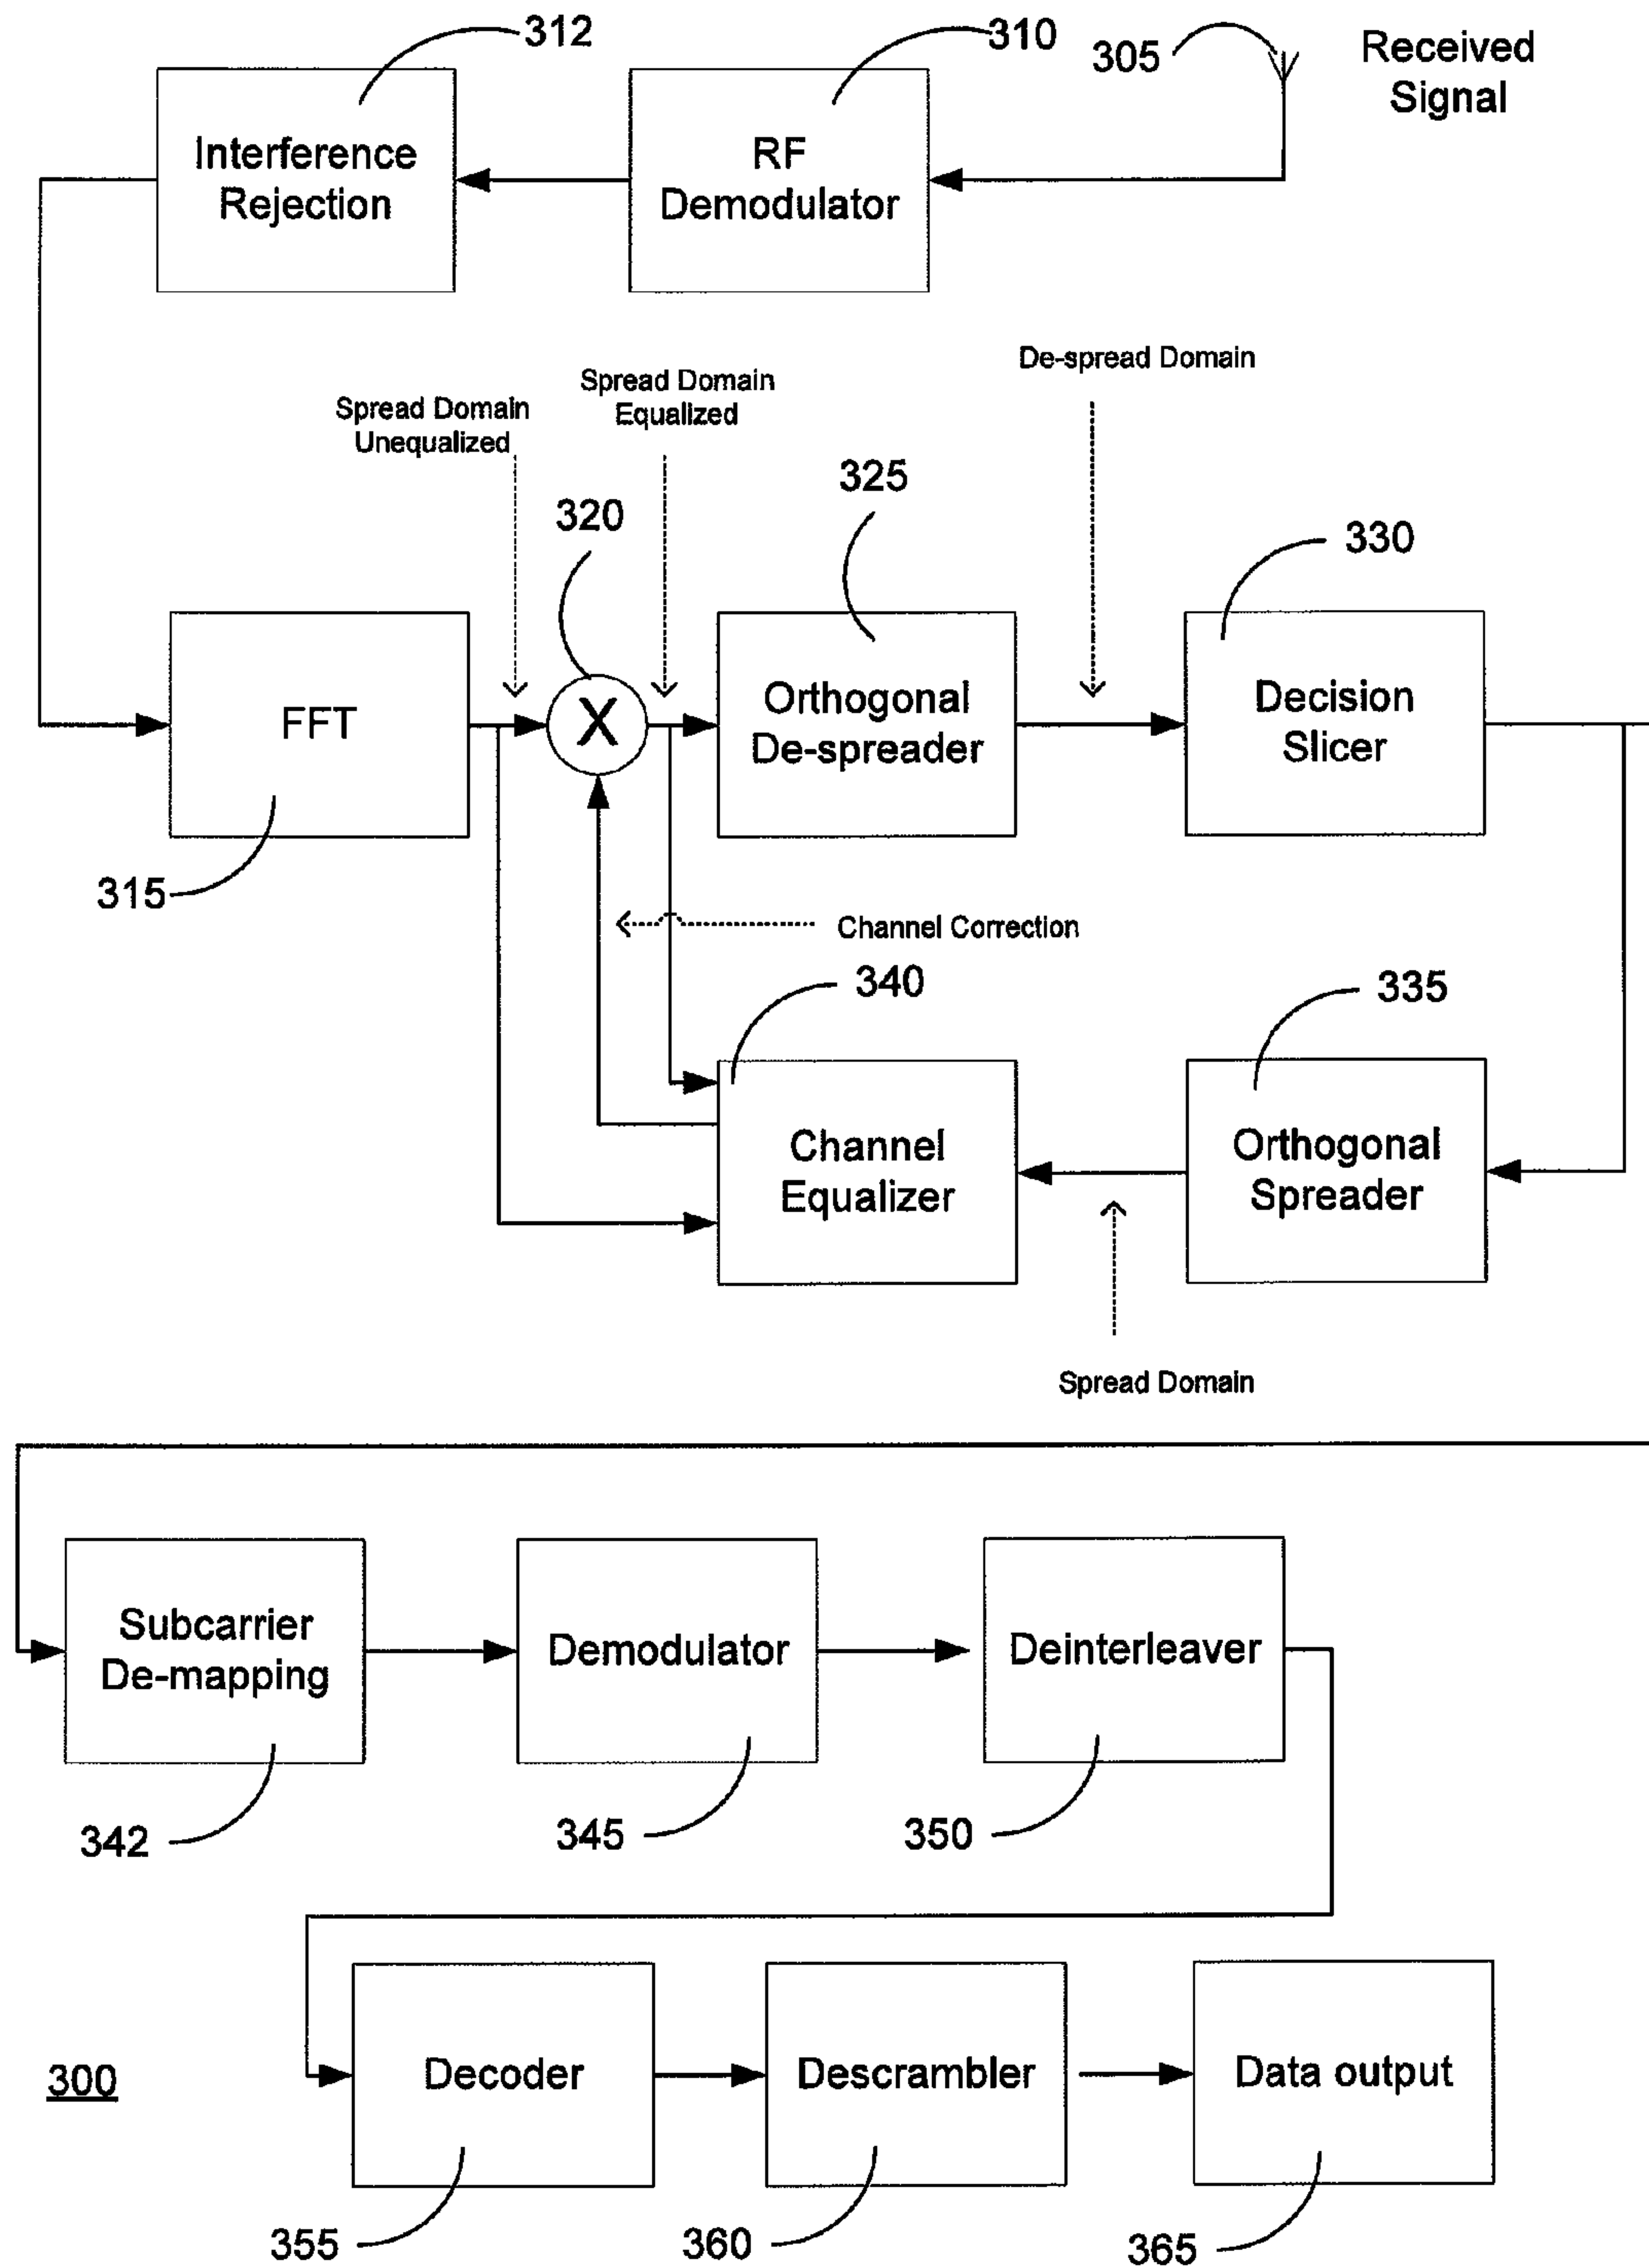 312
310
305
Received
Signal
Interference
Rejection
RF
Demodulator
De-spread Domain
Spread Domain
Equalized
Spread Domain
Unequalized
325
320
330
FFT
X
Orthogonal
De-spreader
Decision
Slicer
315
Channel Correction
340
335
Channel
Equalizer
Orthogonal
Spreader
Spread Domain
Subcarrier
De-mapping
Demodulator
Deinterleaver
342
345
350
300
Decoder
Descrambler
Data output
355
360
365